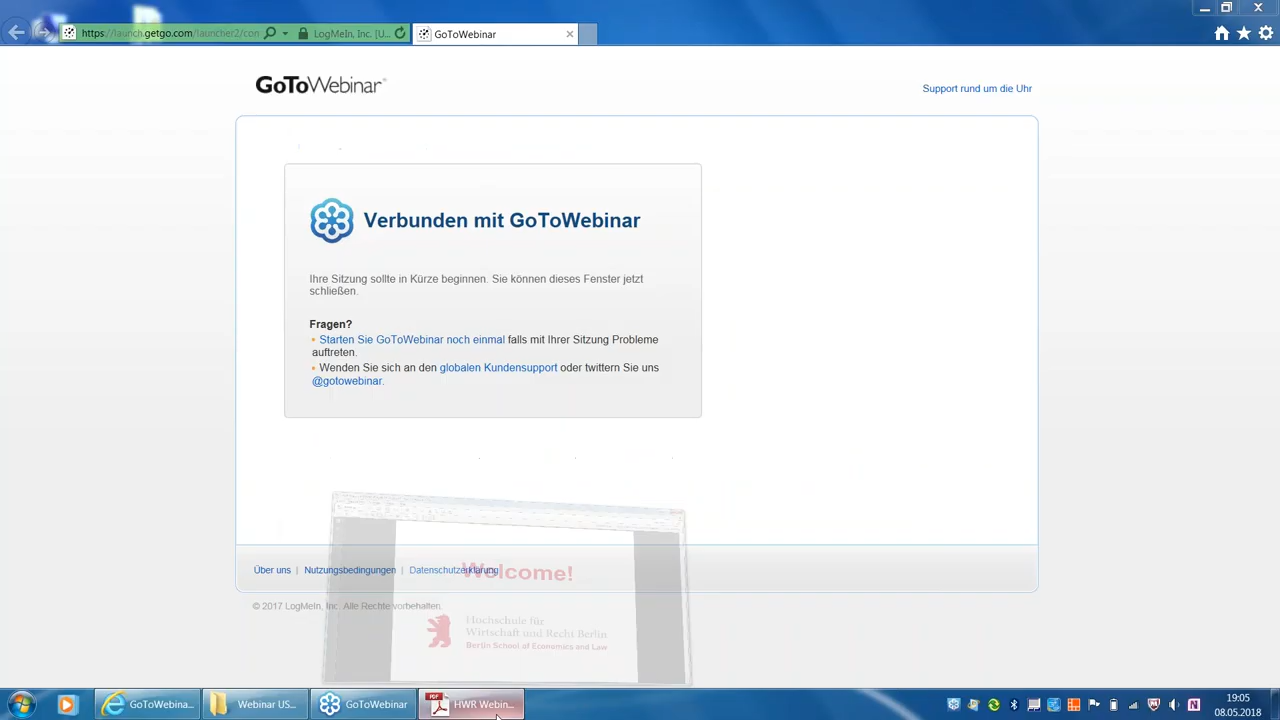 https://launch.getgo.com/launcher2/con
LogMeIn, Inc. [U...
GoToWebinar
GoToWebinar
Support rund um die Uhr
Verbunden mit GoToWebinar
Ihre Sitzung sollte in Kürze beginnen. Sie können dieses Fenster jetzt
schließen.
Fragen?
• Starten Sie GoToWebinar noch einmal falls mit Ihrer Sitzung Probleme
auftreten.
• Wenden Sie sich an den globalen Kundensupport oder twittern Sie uns
@gotowebinar.
Über uns | Nutzungsbedingungen | Datenschutzerklärung
Welcome!
© 2017 LogMeIn, Inc. Alle Rechte vorbehalten.
Hochschule für
Wirtschaft und Recht Berlin
Berlin School of Economics and Law
GoToWebina...
Webinar US...
GoToWebinar
PDF
HWR Webin...
N
19:05
08.05.2018